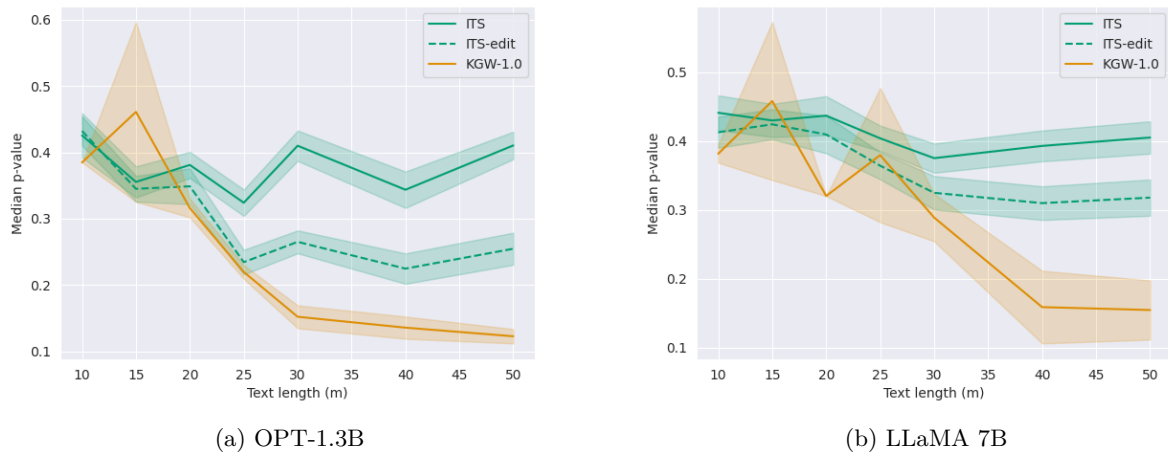 0.6
0.5
0.4
0.3
0.2
0.1
Median p-value
ITS
ITS-edit
KGW-1.0
10 15 20 25 30 35 40 45 50
Text length (m)
(a) OPT-1.3B
0.5
0.4
0.3
0.2
0.1
Median p-value
ITS
ITS-edit
KGW-1.0
10 15 20 25 30 35 40 45 50
Text length (m)
(b) LLaMA 7B